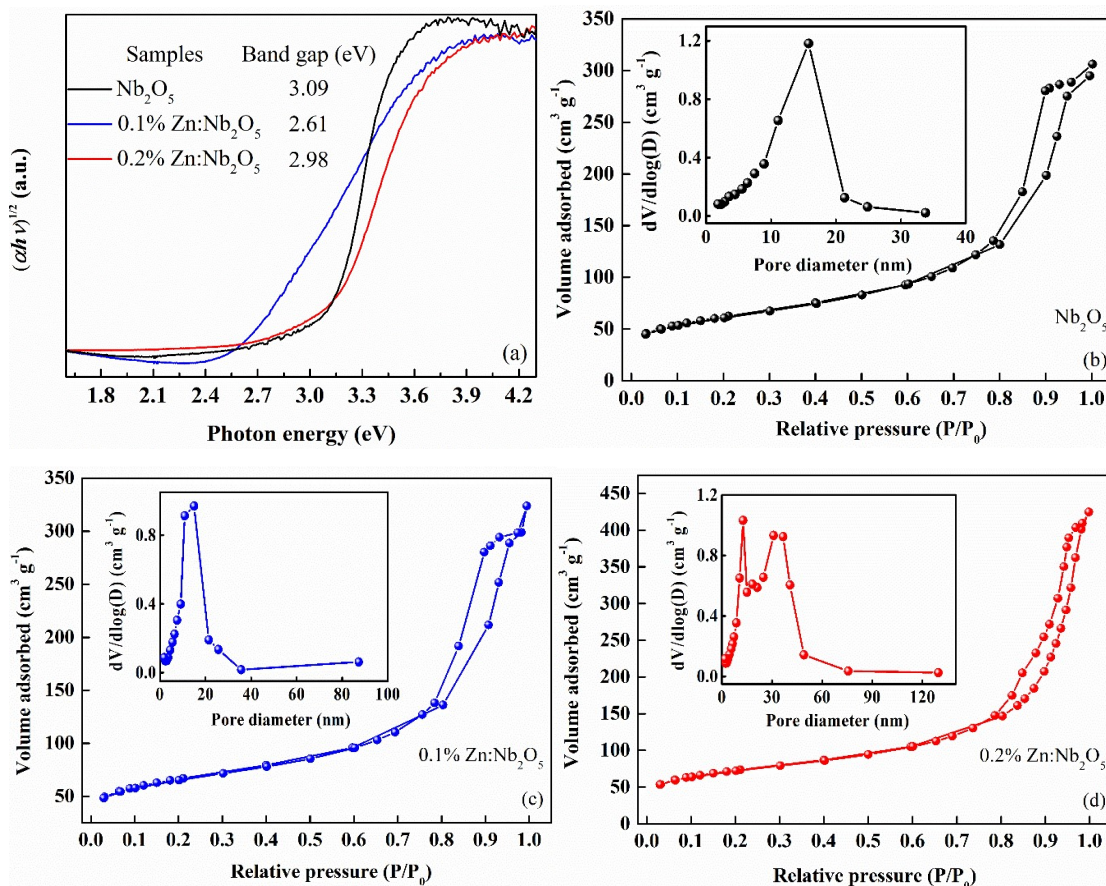 Samples Band gap (eV)
Nb₂O₅ 3.09
0.1% Zn:Nb₂O₅ 2.61
0.2% Zn:Nb₂O₅ 2.98
(αhν)¹/² (a.u.)
(a)
1.8 2.1 2.4 2.7 3.0 3.3 3.6 3.9 4.2
Photon energy (eV)
350
300
250
200
150
100
50
0
Volume adsorbed (cm³ g⁻¹)
1.2
0.8
0.4
0.0
dV/dlog(D) (cm³ g⁻¹)
0 10 20 30 40
Pore diameter (nm)
Nb₂O₅
(b)
0.0 0.1 0.2 0.3 0.4 0.5 0.6 0.7 0.8 0.9 1.0
Relative pressure (P/P₀)
350
300
250
200
150
100
50
Volume adsorbed (cm³ g⁻¹)
0.8
0.4
0.0
dV/dlog(D) (cm³ g⁻¹)
0 20 40 60 80 100
Pore diameter (nm)
0.1% Zn:Nb₂O₅
(c)
0.0 0.1 0.2 0.3 0.4 0.5 0.6 0.7 0.8 0.9 1.0
Relative pressure (P/P₀)
450
400
350
300
250
200
150
100
50
0
Volume adsorbed (cm³ g⁻¹)
1.2
0.8
0.4
0.0
dV/dlog(D) (cm³ g⁻¹)
0 30 60 90 120
Pore diameter (nm)
0.2% Zn:Nb₂O₅
(d)
0.0 0.1 0.2 0.3 0.4 0.5 0.6 0.7 0.8 0.9 1.0
Relative pressure (P/P₀)